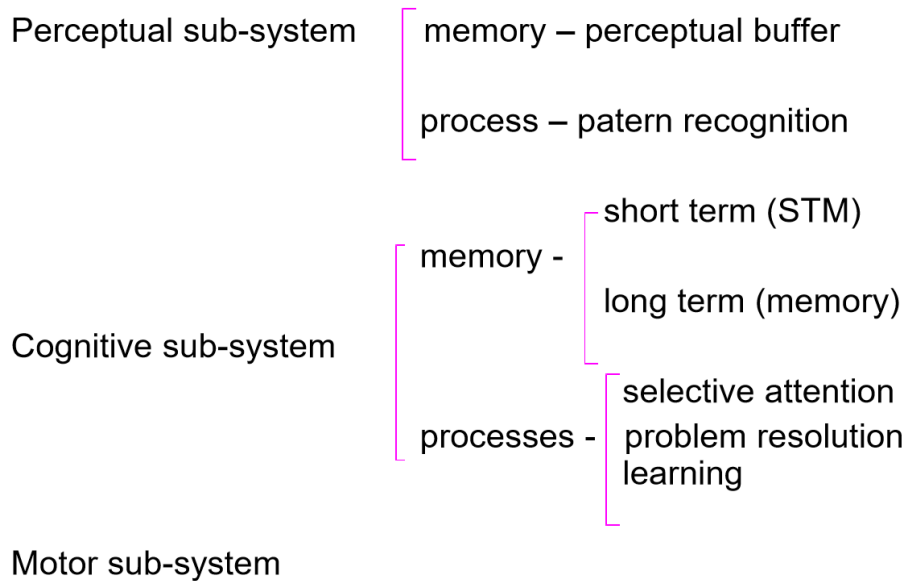 Perceptual sub-system memory – perceptual buffer
process – patern recognition
short term (STM)
memory -
long term (memory)
Cognitive sub-system
selective attention
processes - problem resolution
learning
Motor sub-system